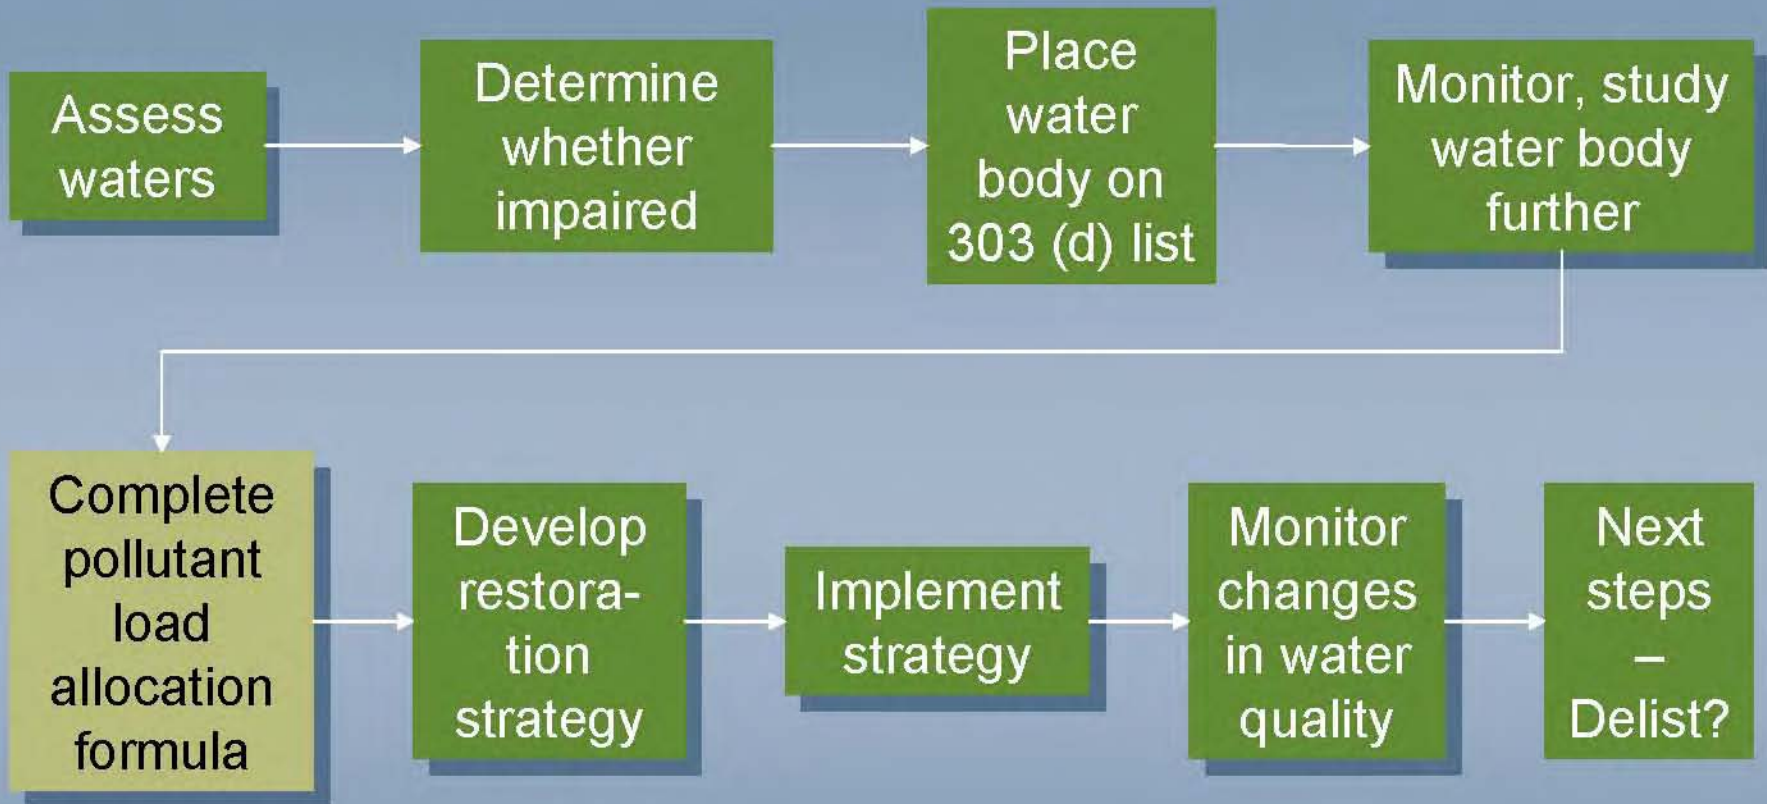 Assess
waters
Determine
whether
impaired
Place
water
body on
303 (d) list
Monitor, study
water body
further
Complete
pollutant
load
allocation
formula
Develop
restora-
tion
strategy
Implement
strategy
Monitor
changes
in water
quality
Next
steps
–
Delist?